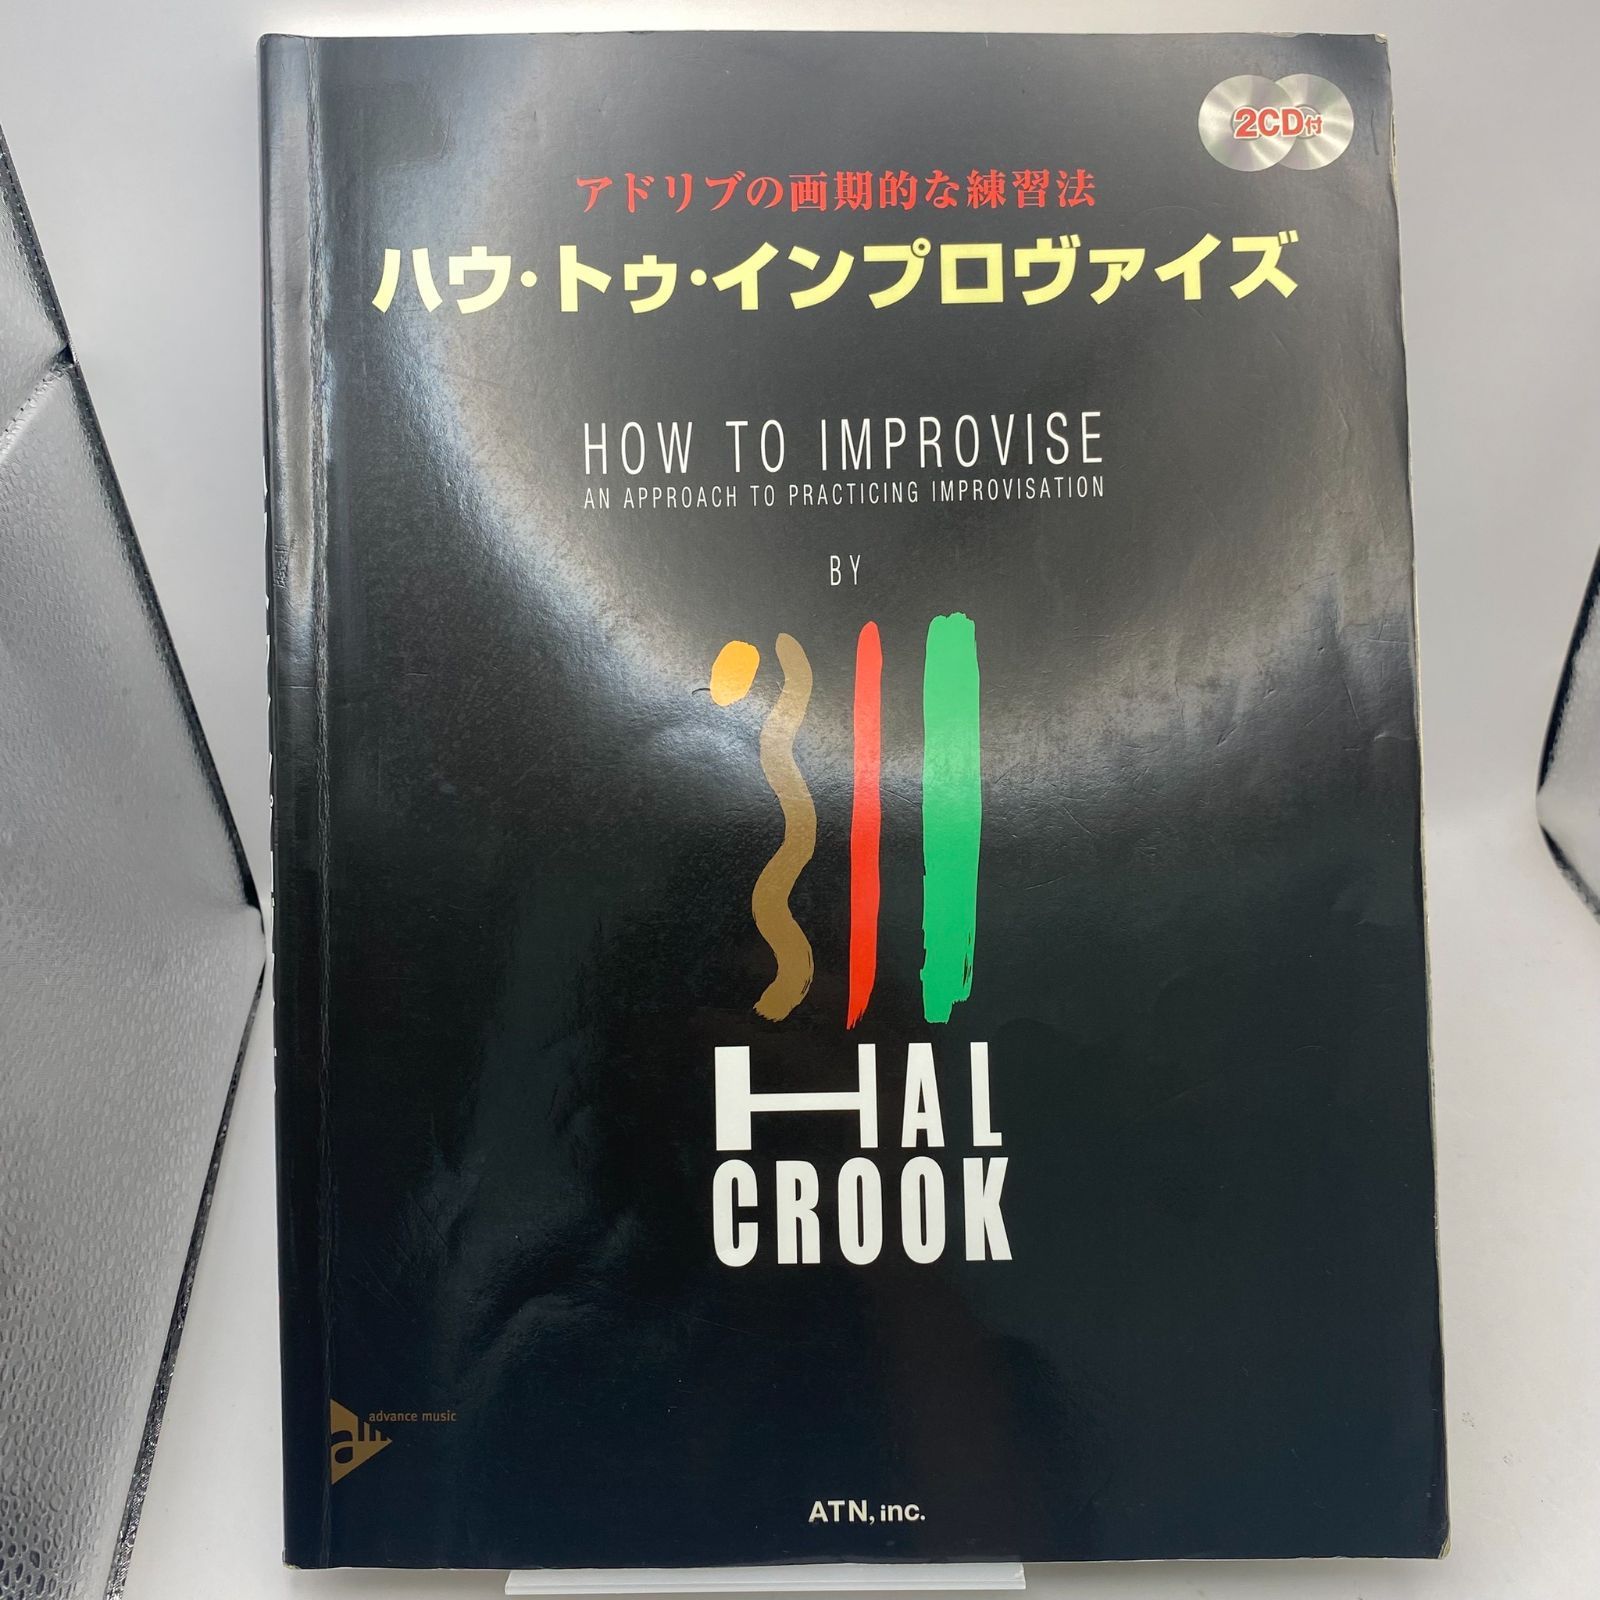 2CD付
アドリブの画期的な練習法
ハウ・トゥ・インプロヴァイズ
HOW TO IMPROVISE
AN APPROACH TO PRACTICING IMPROVISATION
BY
HAL
CROOK
advance music
ATN, inc.